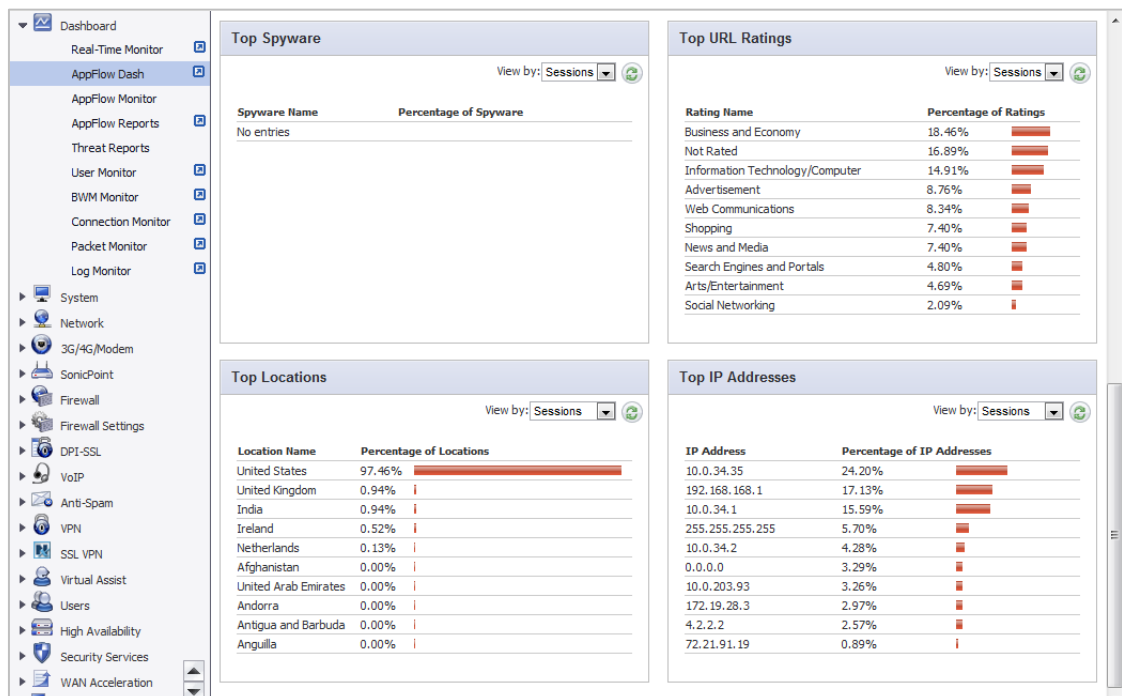 Dashboard
Real-Time Monitor
AppFlow Dash
AppFlow Monitor
AppFlow Reports
Threat Reports
User Monitor
BWM Monitor
Connection Monitor
Packet Monitor
Log Monitor
System
Network
3G/4G/Modem
SonicPoint
Firewall
Firewall Settings
DPI-SSL
VoIP
Anti-Spam
VPN
SSL VPN
Virtual Assist
Users
High Availability
Security Services
WAN Acceleration
Top Spyware
View by: Sessions
Spyware Name Percentage of Spyware
No entries
Top URL Ratings
View by: Sessions
Rating Name Percentage of Ratings
Business and Economy 18.46%
Not Rated 16.89%
Information Technology/Computer 14.91%
Advertisement 8.76%
Web Communications 8.34%
Shopping 7.40%
News and Media 7.40%
Search Engines and Portals 4.80%
Arts/Entertainment 4.69%
Social Networking 2.09%
Top Locations
View by: Sessions
Location Name Percentage of Locations
United States 97.46%
United Kingdom 0.94%
India 0.94%
Ireland 0.52%
Netherlands 0.13%
Afghanistan 0.00%
United Arab Emirates 0.00%
Andorra 0.00%
Antigua and Barbuda 0.00%
Anguilla 0.00%
Top IP Addresses
View by: Sessions
IP Address Percentage of IP Addresses
10.0.34.35 24.20%
192.168.168.1 17.13%
10.0.34.1 15.59%
255.255.255.255 5.70%
10.0.34.2 4.28%
0.0.0.0 3.29%
10.0.203.93 3.26%
172.19.28.3 2.97%
4.2.2.2 2.57%
72.21.91.19 0.89%